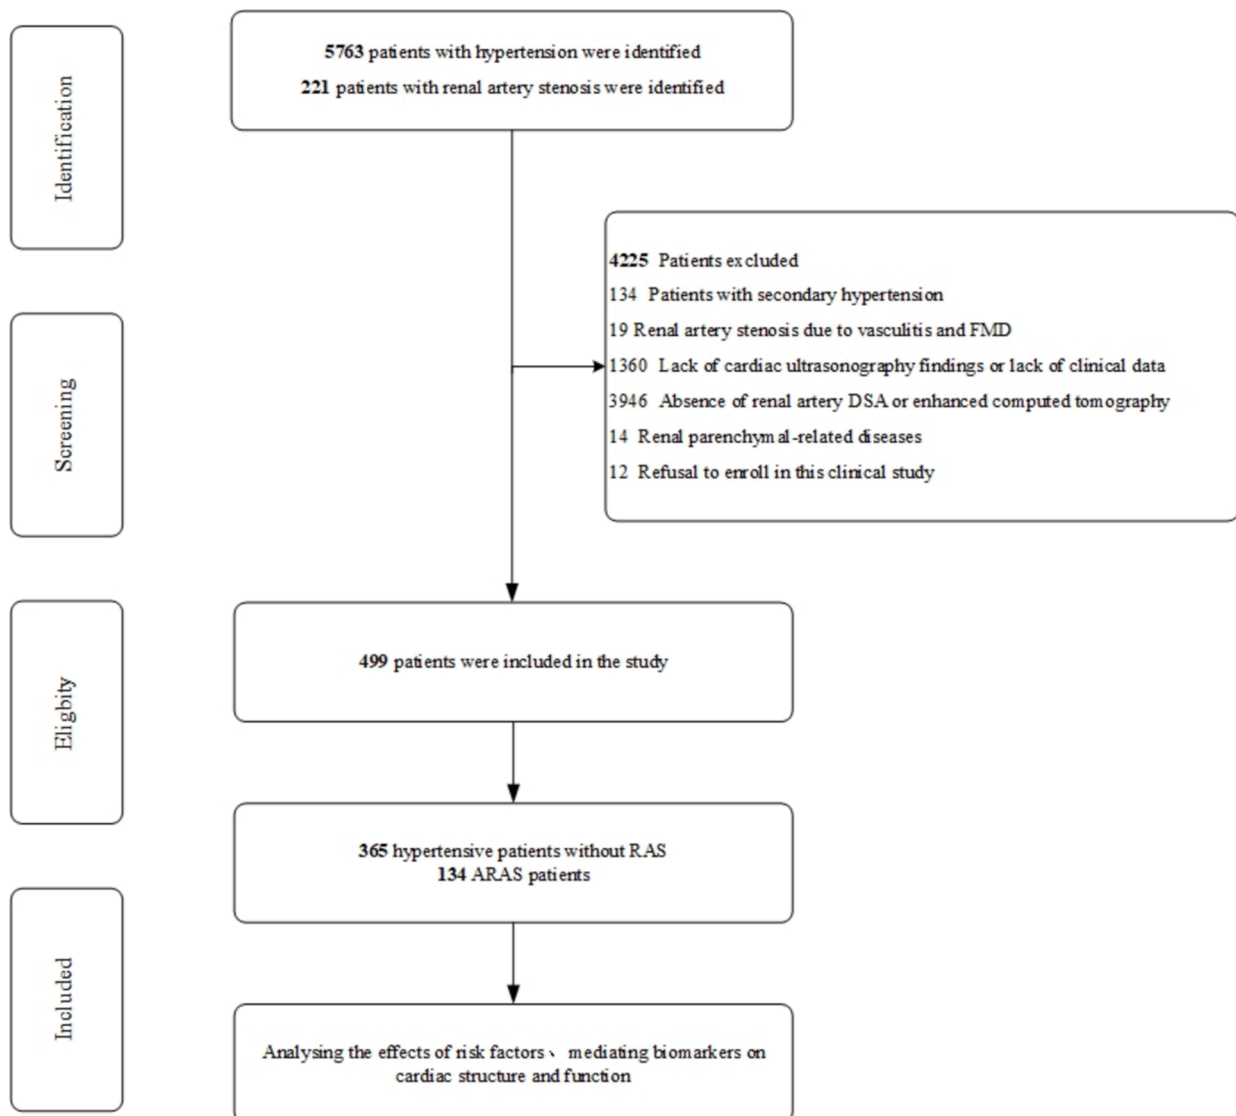 Identification
5763 patients with hypertension were identified
221 patients with renal artery stenosis were identified
Screening
4225 Patients excluded
134 Patients with secondary hypertension
19 Renal artery stenosis due to vasculitis and FMD
1360 Lack of cardiac ultrasonography findings or lack of clinical data
3946 Absence of renal artery DSA or enhanced computed tomography
14 Renal parenchymal-related diseases
12 Refusal to enroll in this clinical study
Eligbity
499 patients were included in the study
365 hypertensive patients without RAS
134 ARAS patients
Included
Analysing the effects of risk factors、 mediating biomarkers on
cardiac structure and function